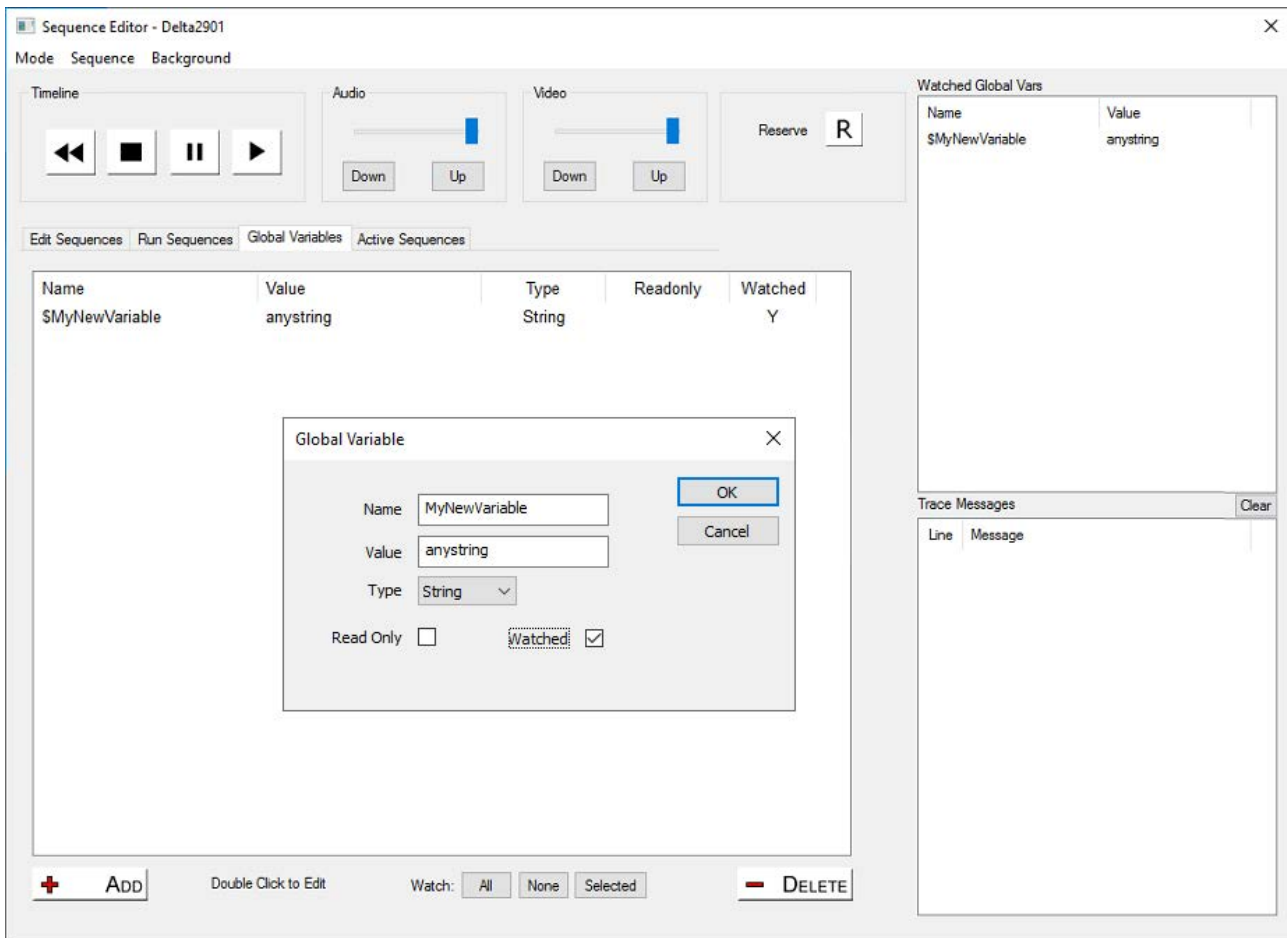 Sequence Editor - Delta2901
Mode Sequence Background
Timeline
Audio
Down Up
Video
Down Up
Reserve R
Edit Sequences Run Sequences Global Variables Active Sequences
Name Value Type Readonly Watched
$MyNewVariable anystring String Y
Global Variable
Name MyNewVariable
Value anystring
Type String
Read Only Watched
OK
Cancel
ADD Double Click to Edit Watch: All None Selected DELETE
Watched Global Vars
Name Value
$MyNewVariable anystring
Trace Messages Clear
Line Message